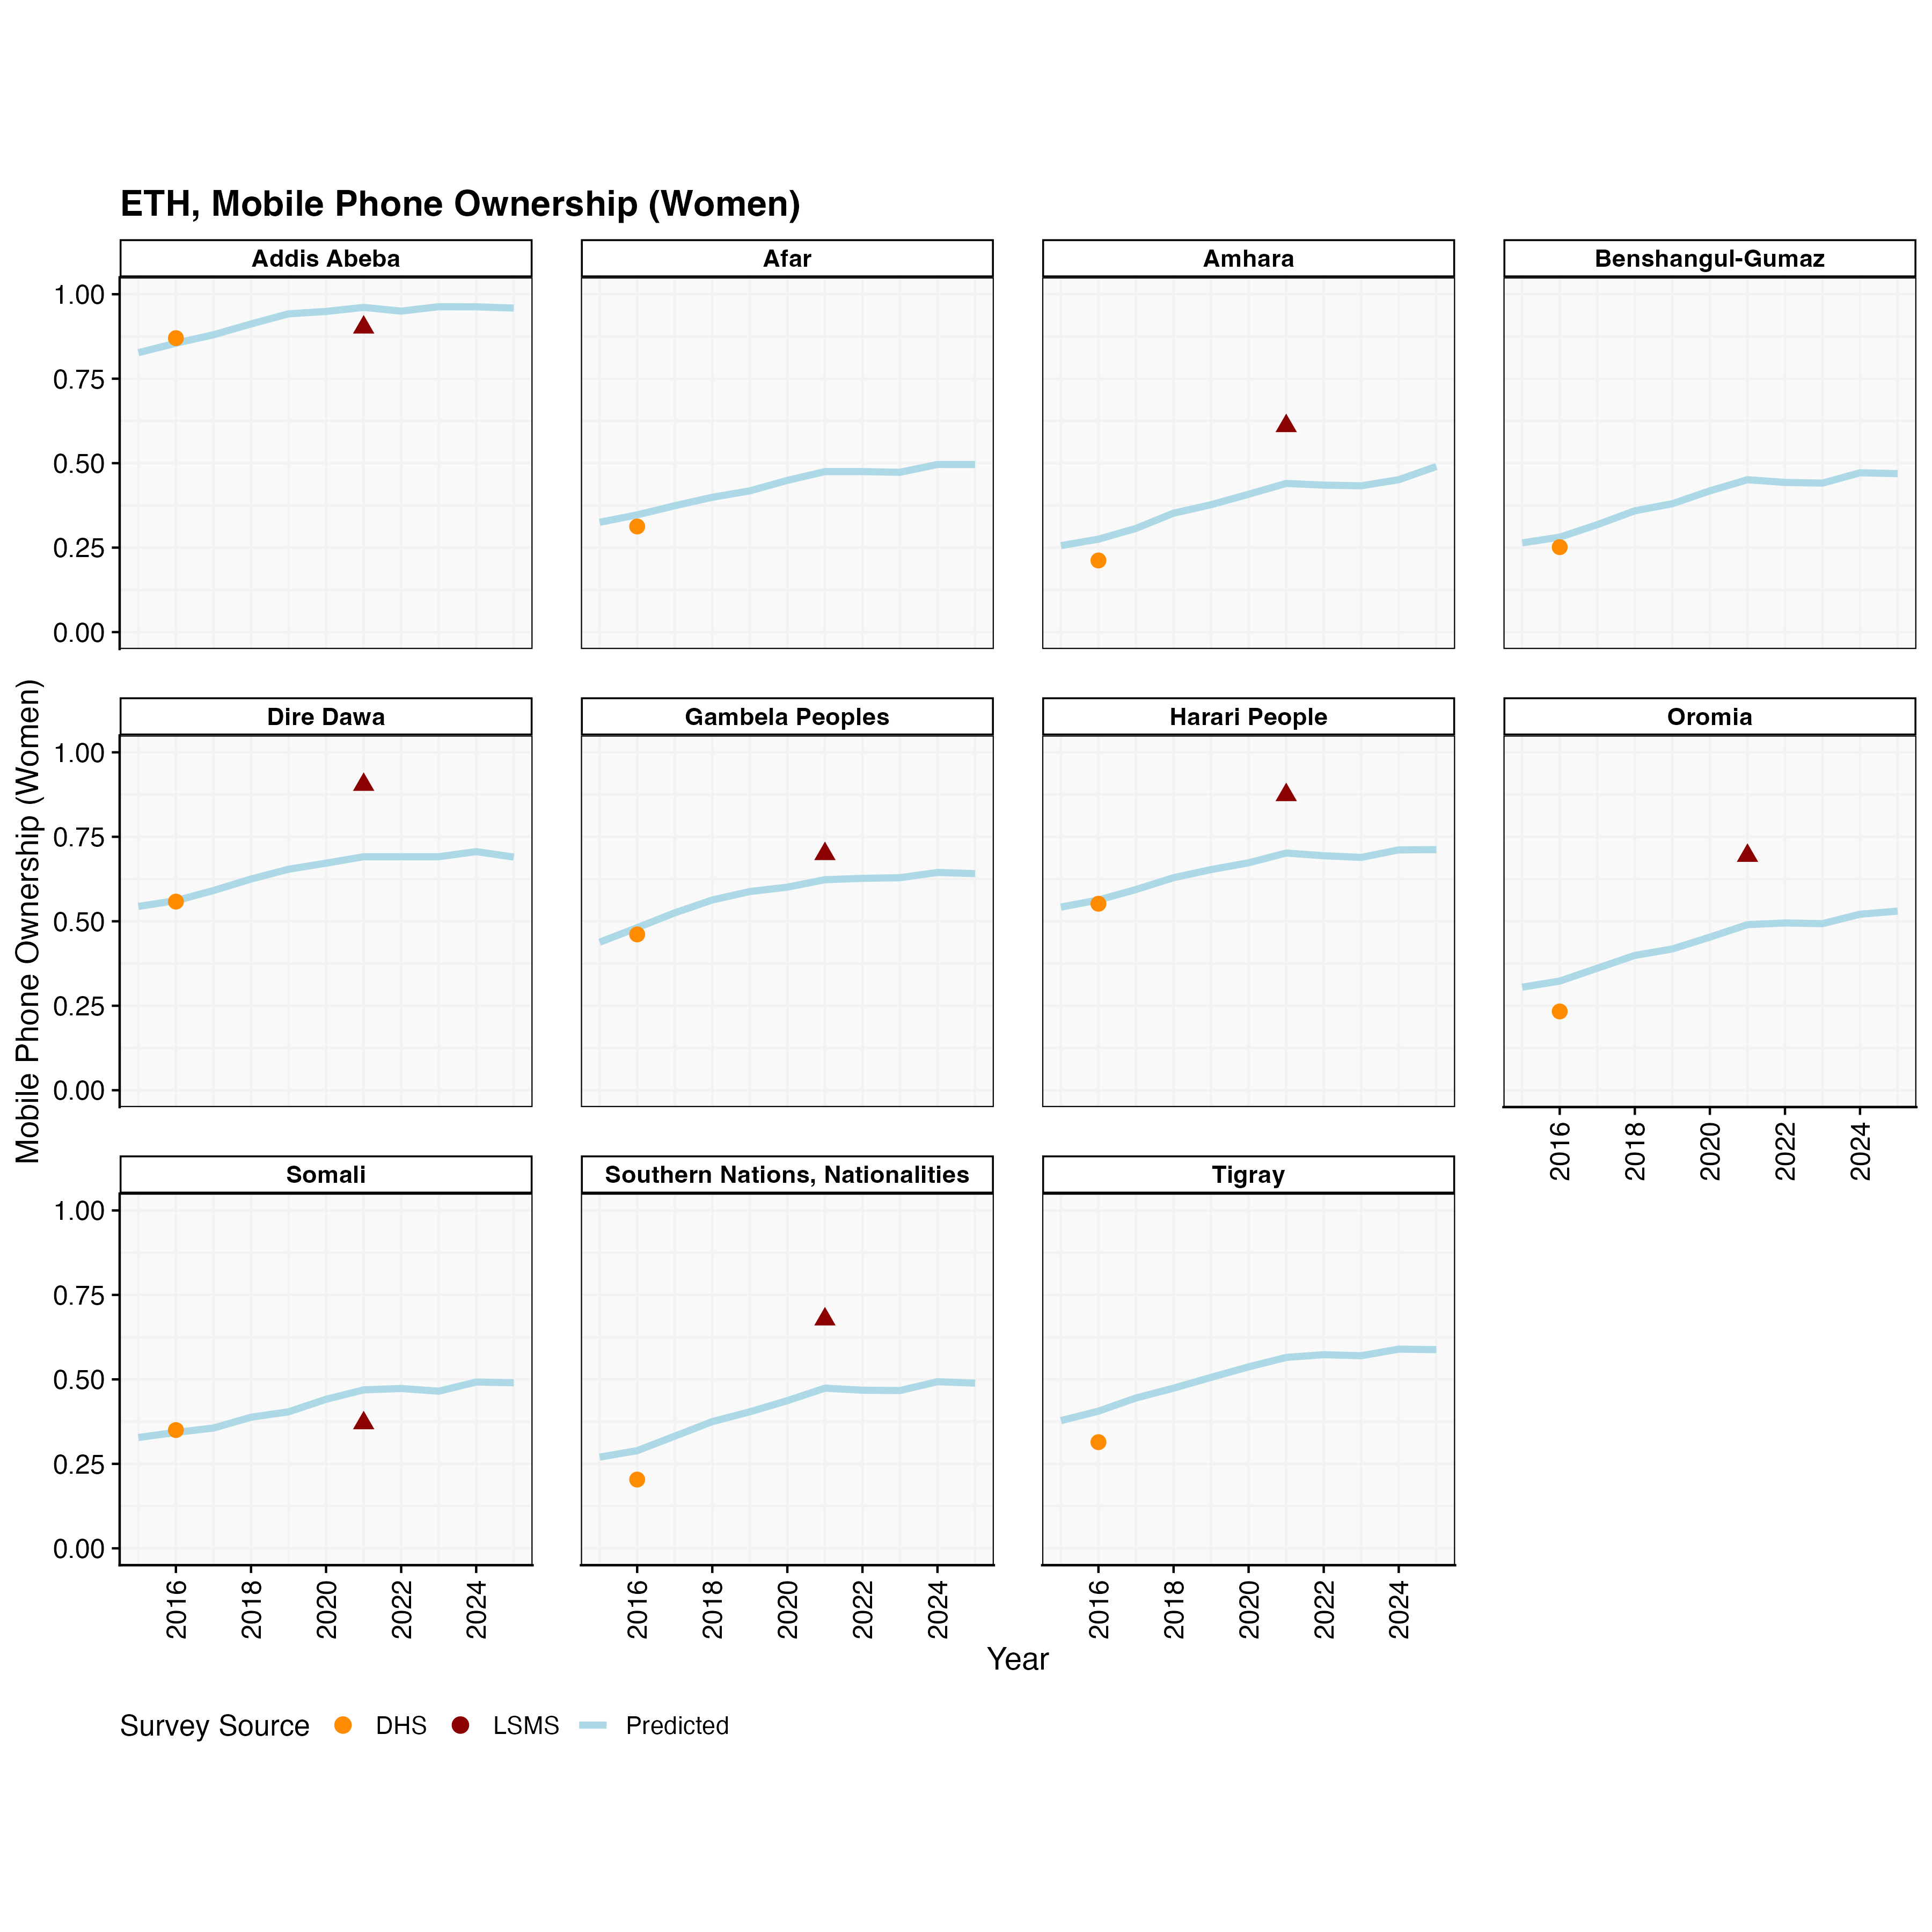 ETH, Mobile Phone Ownership (Women)
Addis Abeba
Afar
Amhara
Benshangul-Gumaz
1.00
0.75
0.50
0.25
0.00
Mobile Phone Ownership (Women)
Dire Dawa
Gambela Peoples
Harari People
Oromia
1.00
0.75
0.50
0.25
0.00
2016 2018 2020 2022 2024
Somali
Southern Nations, Nationalities
Tigray
1.00
0.75
0.50
0.25
0.00
2016 2018 2020 2022 2024
2016 2018 2020 2022 2024
2016 2018 2020 2022 2024
Year
Survey Source DHS LSMS Predicted